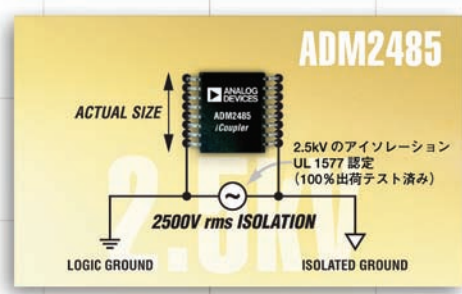 ADM2485
ANALOG
DEVICES
ADM2485
iCoupler
ACTUAL SIZE
2.5kV のアイソレーション
UL 1577 認定
(100%出荷テスト済み)
2.5kV
2500V rms ISOLATION
LOGIC GROUND
ISOLATED GROUND